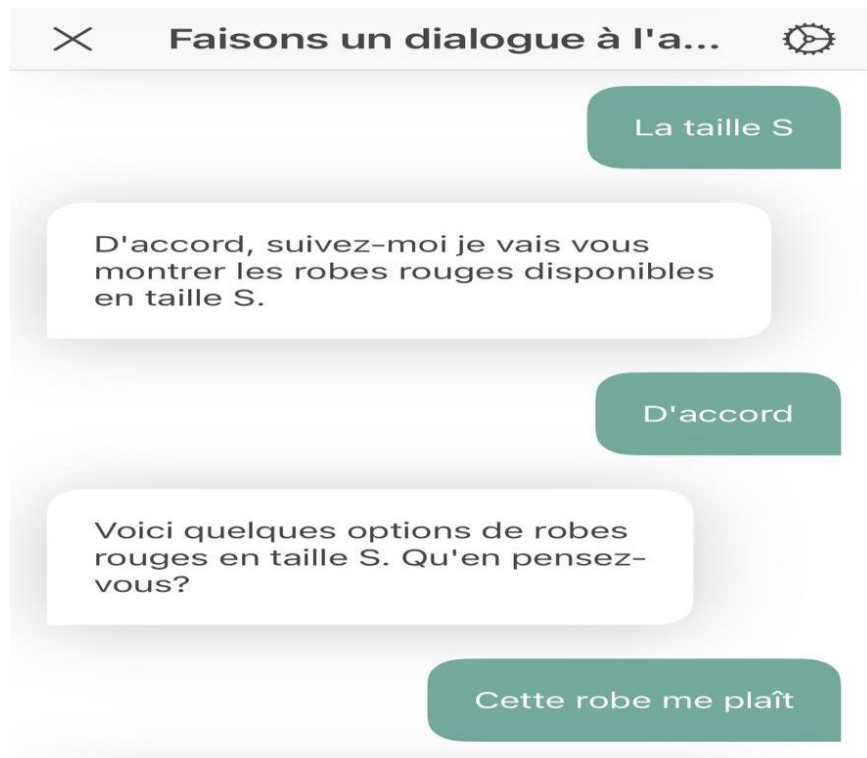 Faisons un dialogue à l'a...
La taille S
D'accord, suivez-moi je vais vous
montrer les robes rouges disponibles
en taille S.
D'accord
Voici quelques options de robes
rouges en taille S. Qu'en pensez-
vous?
Cette robe me plaît